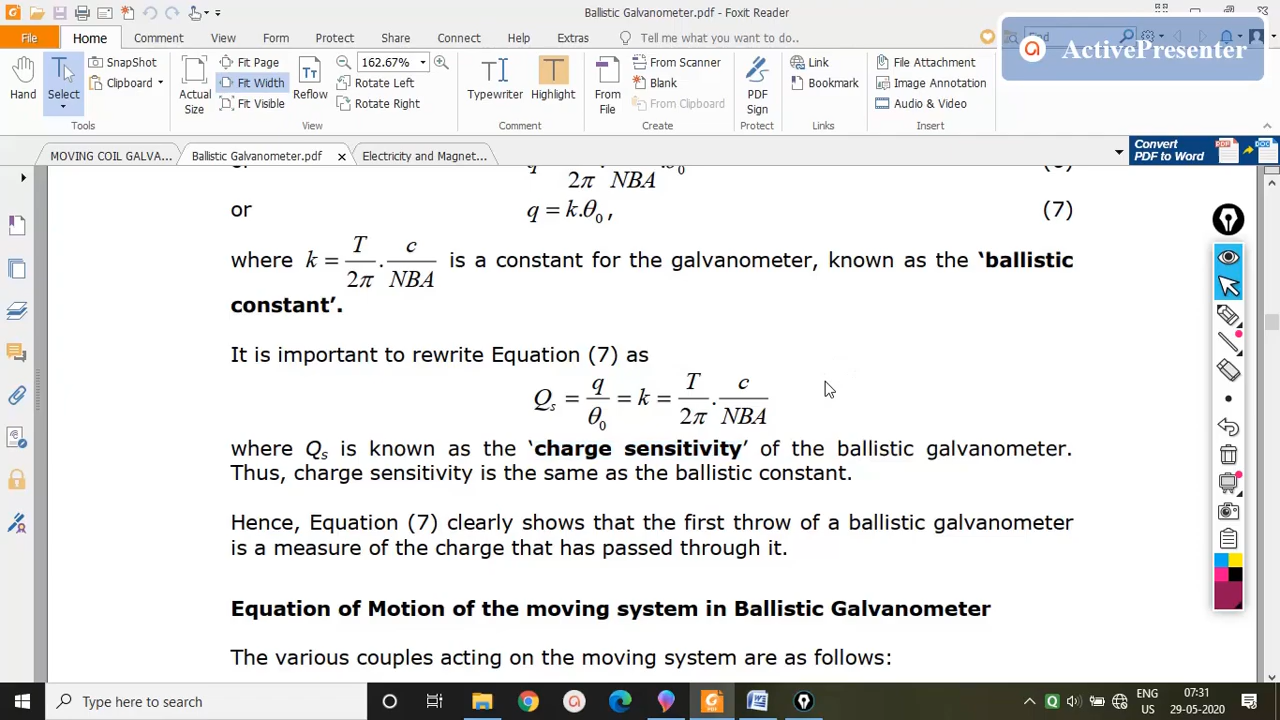 Ballistic Galvanometer.pdf - Foxit Reader
ActivePresenter
File Home Comment View Form Protect Share Connect Help Extras Tell me what you want to do...
Hand
Select
SnapShot
Clipboard
Tools
Actual
Size
Fit Page
Fit Width
Fit Visible
Reflow
162.67%
Rotate Left
Rotate Right
View
Typewriter
Highlight
Comment
From
File
From Scanner
Blank
From Clipboard
Create
PDF
Sign
Protect
Link
Bookmark
Links
File Attachment
Image Annotation
Audio & Video
Insert
MOVING COIL GALVA...
Ballistic Galvanometer.pdf
Electricity and Magnet...
Convert
PDF to Word
2π NBA
or q = k.θ₀, (7)
where k = T/2π . c/NBA is a constant for the galvanometer, known as the ‘ballistic
constant’.
It is important to rewrite Equation (7) as
Qₛ = q/θ₀ = k = T/2π . c/NBA
where Qₛ is known as the ‘charge sensitivity’ of the ballistic galvanometer.
Thus, charge sensitivity is the same as the ballistic constant.
Hence, Equation (7) clearly shows that the first throw of a ballistic galvanometer
is a measure of the charge that has passed through it.
Equation of Motion of the moving system in Ballistic Galvanometer
The various couples acting on the moving system are as follows:
Type here to search
ENG
US
07:31
29-05-2020